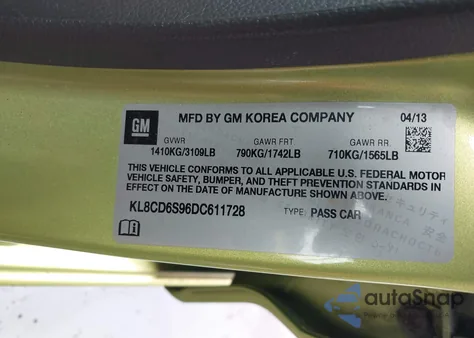 GM
MFD BY GM KOREA COMPANY
04/13
GVWR
GAWR FRT
GAWR RR.
1410KG/3109LB
790KG/1742LB
710KG/1565LB
THIS VEHICLE CONFORMS TO ALL APPLICABLE U.S. FEDERAL MOTOR
VEHICLE SAFETY, BUMPER, AND THEFT PREVENTION STANDARDS IN
EFFECT ON THE DATE OF MANUFACTURE SHOWN ABOVE.
KL8CD6S96DC611728
TYPE: PASS CAR
autoSnap